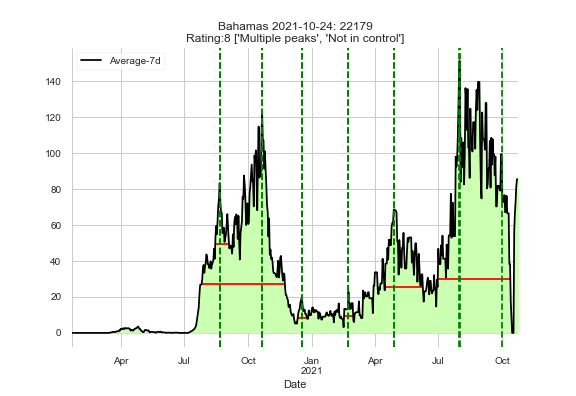 Bahamas 2021-10-24: 22179
Rating:8 ['Multiple peaks', 'Not in control']
Average-7d
140
120
100
80
60
40
20
0
Apr
Jul
Oct
Jan
2021
Apr
Jul
Oct
Date